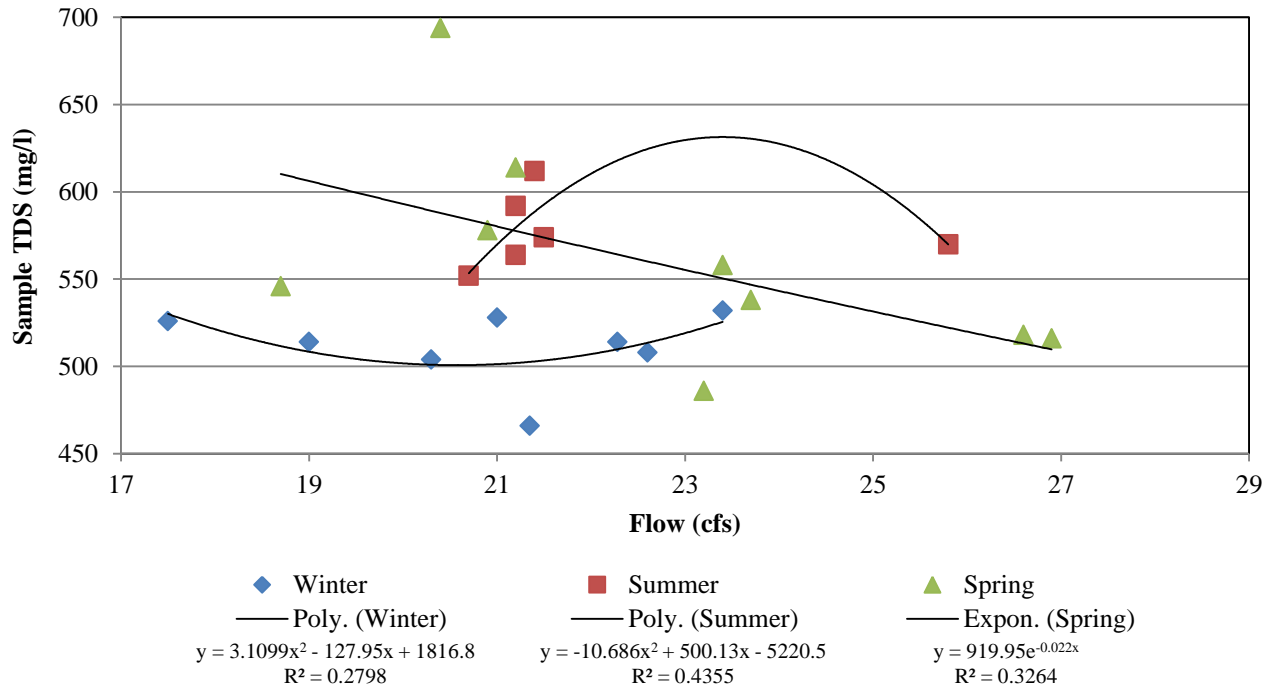 700
650
600
550
500
450
Sample TDS (mg/l)
17 19 21 23 25 27 29
Flow (cfs)
Winter Summer Spring
Poly. (Winter) Poly. (Summer) Expon. (Spring)
y = 3.1099x² - 127.95x + 1816.8 y = -10.686x² + 500.13x - 5220.5 y = 919.95e⁻⁰·⁰²²ˣ
R² = 0.2798 R² = 0.4355 R² = 0.3264